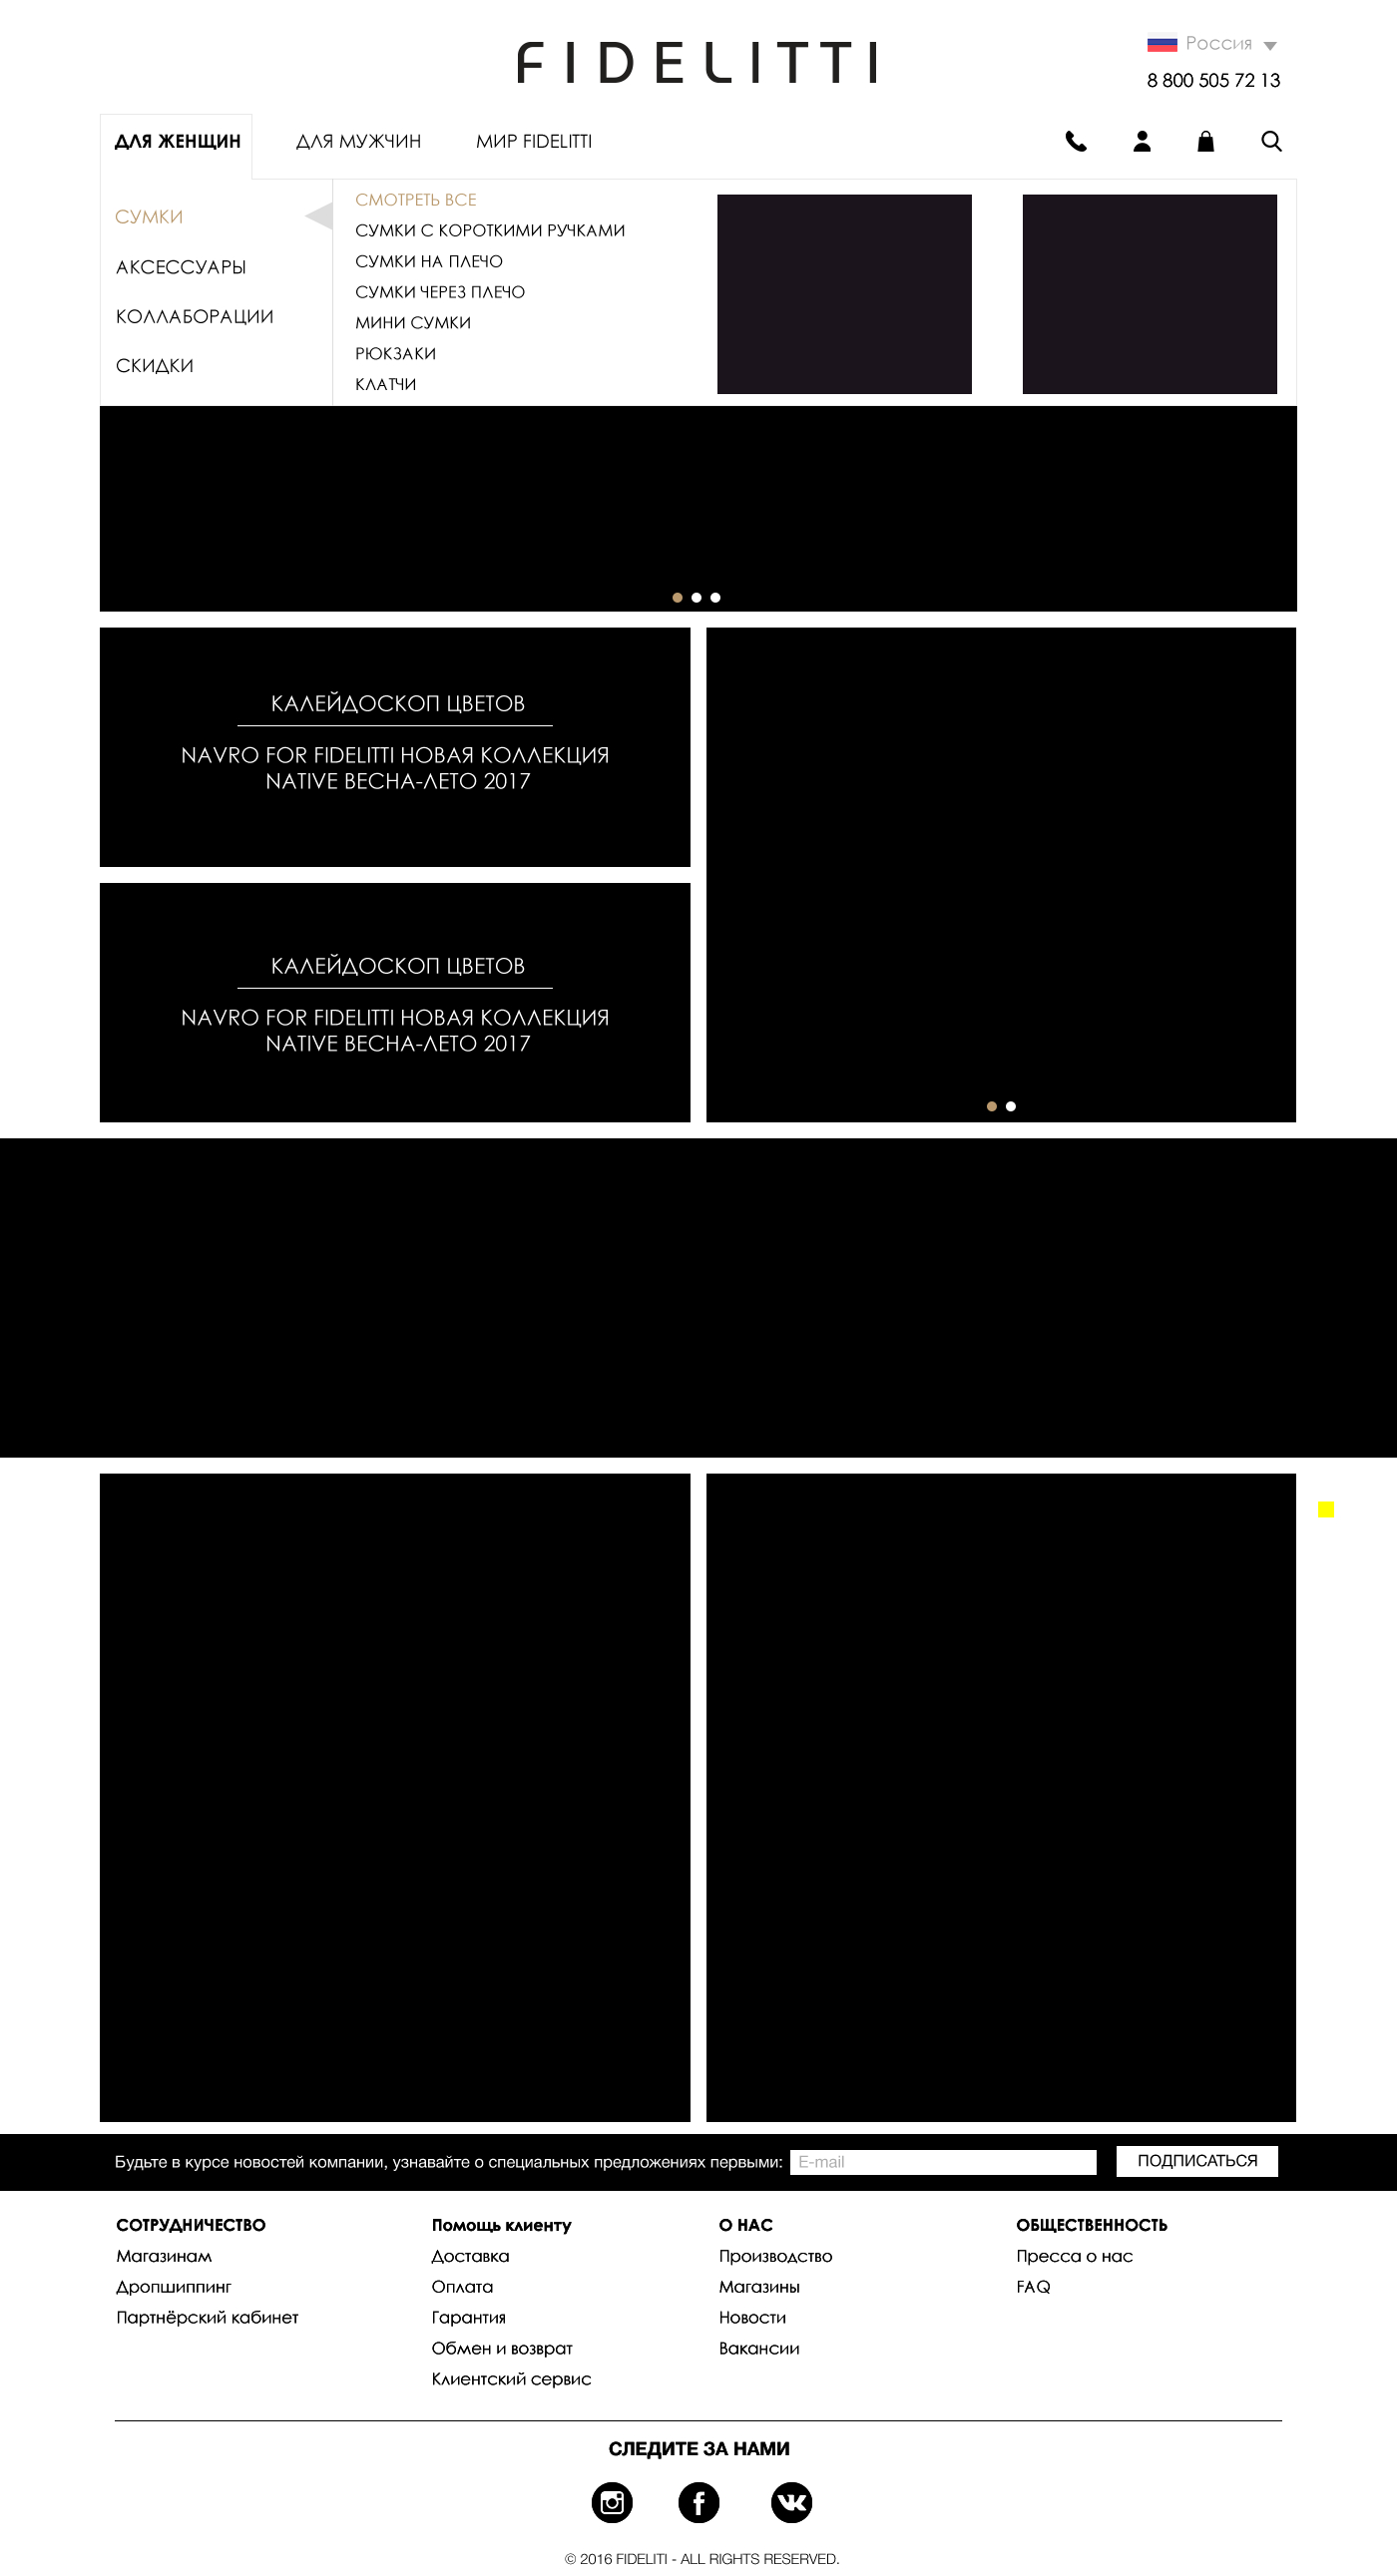 FIDELITTI
Россия
8 800 505 72 13
ДЛЯ ЖЕНЩИН
ДЛЯ МУЖЧИН
МИР FIDELITTI
СУМКИ
АКСЕССУАРЫ
КОЛЛАБОРАЦИИ
СКИДКИ
СМОТРЕТЬ ВСЕ
СУМКИ С КОРОТКИМИ РУЧКАМИ
СУМКИ НА ПЛЕЧО
СУМКИ ЧЕРЕЗ ПЛЕЧО
МИНИ СУМКИ
РЮКЗАКИ
КЛАТЧИ
КАЛЕЙДОСКОП ЦВЕТОВ
NAVRO FOR FIDELITTI НОВАЯ КОЛЛЕКЦИЯ
NATIVE ВЕСНА-ЛЕТО 2017
КАЛЕЙДОСКОП ЦВЕТОВ
NAVRO FOR FIDELITTI НОВАЯ КОЛЛЕКЦИЯ
NATIVE ВЕСНА-ЛЕТО 2017
Будьте в курсе новостей компании, узнавайте о специальных предложениях первыми:
E-mail
ПОДПИСАТЬСЯ
СОТРУДНИЧЕСТВО
Магазинам
Дропшиппинг
Партнёрский кабинет
Помощь клиенту
Доставка
Оплата
Гарантия
Обмен и возврат
Клиентский сервис
О НАС
Производство
Магазины
Новости
Вакансии
ОБЩЕСТВЕННОСТЬ
Пресса о нас
FAQ
СЛЕДИТЕ ЗА НАМИ
© 2016 FIDELITI - ALL RIGHTS RESERVED.